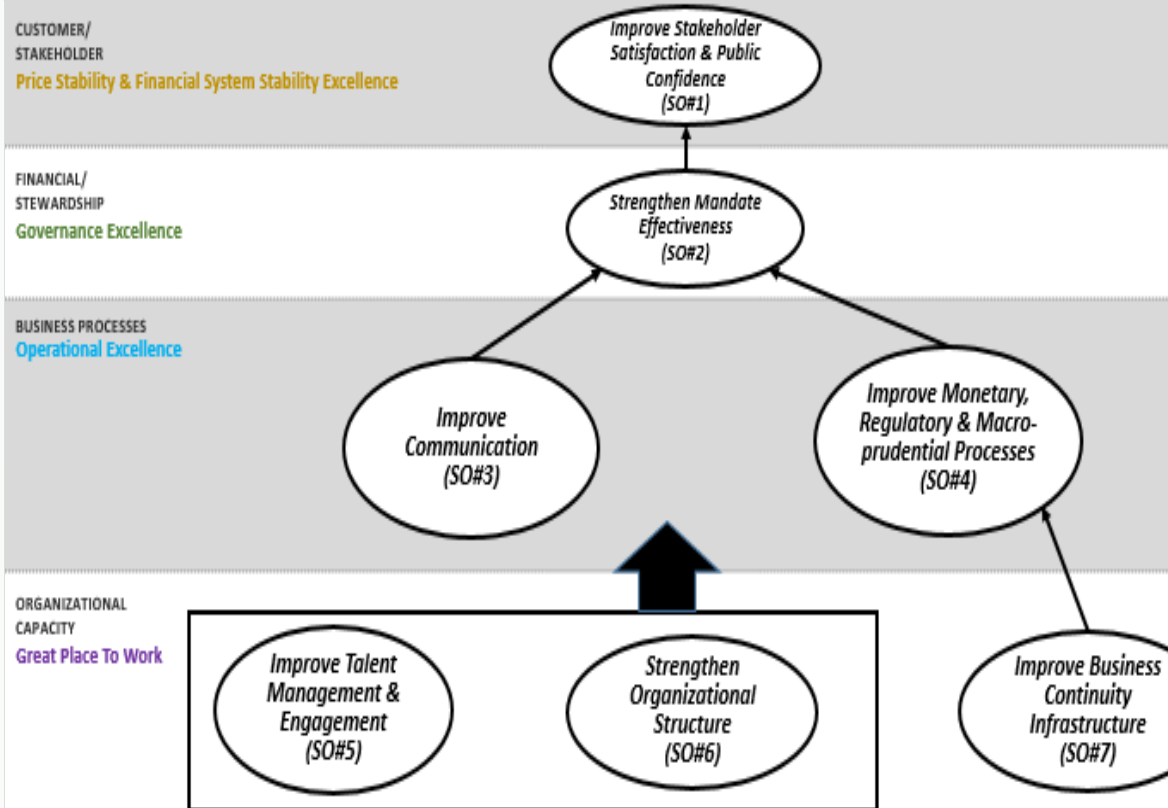 CUSTOMER/
STAKEHOLDER
Price Stability & Financial System Stability Excellence
Improve Stakeholder
Satisfaction & Public
Confidence
(SO#1)
FINANCIAL/
STEWARDSHIP
Governance Excellence
Strengthen Mandate
Effectiveness
(SO#2)
BUSINESS PROCESSES
Operational Excellence
Improve
Communication
(SO#3)
Improve Monetary,
Regulatory & Macro-
prudential Processes
(SO#4)
ORGANIZATIONAL
CAPACITY
Great Place To Work
Improve Talent
Management &
Engagement
(SO#5)
Strengthen
Organizational
Structure
(SO#6)
Improve Business
Continuity
Infrastructure
(SO#7)